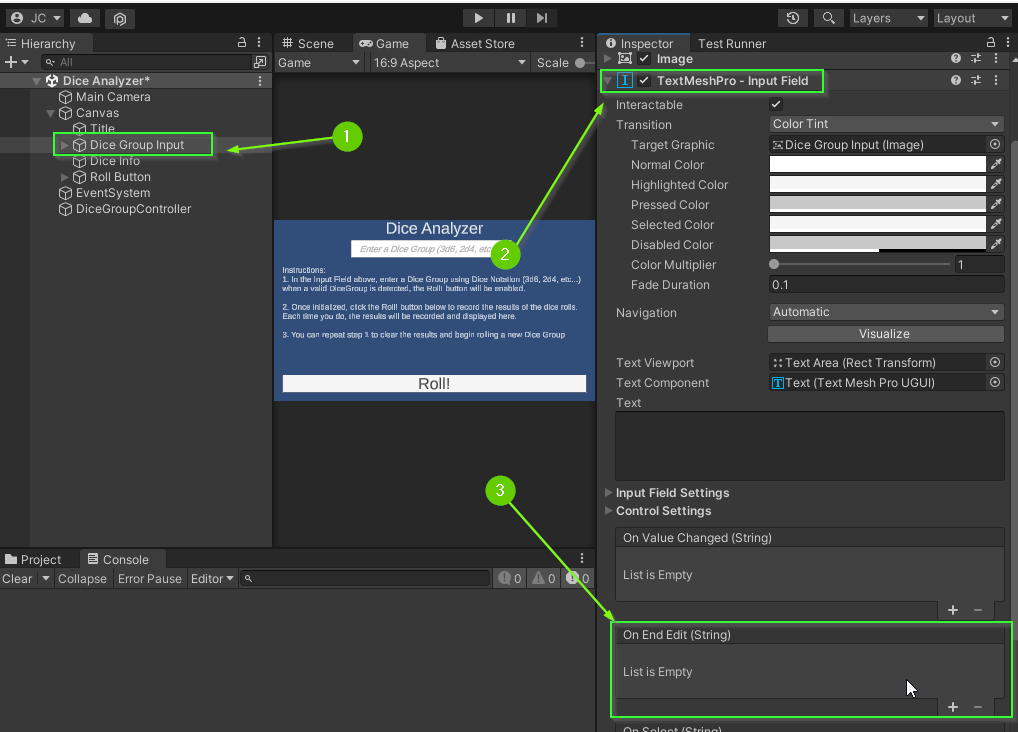 JC
Layers
Layout
Hierarchy
All
Dice Analyzer*
Main Camera
Canvas
Title
Dice Group Input
Dice Info
Roll Button
EventSystem
DiceGroupController
1
Scene
Game
Asset Store
Game
16:9 Aspect
Scale
Dice Analyzer
Enter a Dice Group (3d6, 2d4, etc
2
Instructions:
1. In the Input Field above, enter a Dice Group using Dice Notation (3d6, 2d4, etc...)
when a valid DiceGroup is detected, the Roll! button will be enabled.
2. Once initialized, click the Roll! button below to record the results of the dice rolls.
Each time you do, the results will be recorded and displayed here.
3. You can repeat step 1 to clear the results and begin rolling a new Dice Group
Roll!
3
Project
Console
Clear
Collapse
Error Pause
Editor
0
0
0
Inspector
Test Runner
Image
TextMeshPro - Input Field
Interactable
Transition
Color Tint
Target Graphic
Dice Group Input (Image)
Normal Color
Highlighted Color
Pressed Color
Selected Color
Disabled Color
Color Multiplier
1
Fade Duration
0.1
Navigation
Automatic
Visualize
Text Viewport
Text Area (Rect Transform)
Text Component
Text (Text Mesh Pro UGUI)
Text
Input Field Settings
Control Settings
On Value Changed (String)
List is Empty
+ −
On End Edit (String)
List is Empty
+ −
On Select (String)